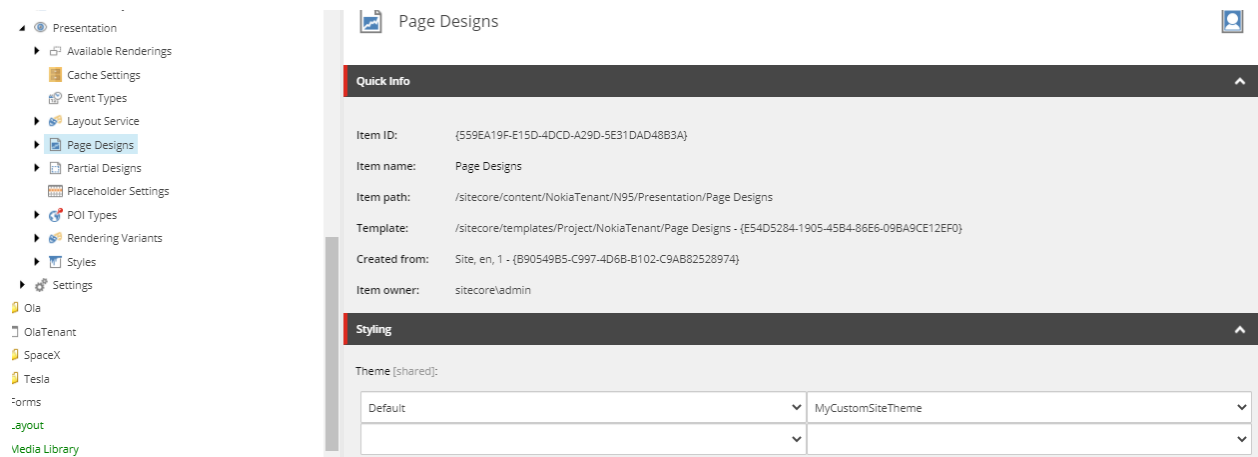 Presentation
Available Renderings
Cache Settings
Event Types
Layout Service
Page Designs
Partial Designs
Placeholder Settings
POI Types
Rendering Variants
Styles
Settings
Ola
OlaTenant
SpaceX
Tesla
Forms
Layout
Media Library
Page Designs
Quick Info
Item ID: {559EA19F-E15D-4DCD-A29D-5E31DAD48B3A}
Item name: Page Designs
Item path: /sitecore/content/NokiaTenant/N95/Presentation/Page Designs
Template: /sitecore/templates/Project/NokiaTenant/Page Designs - {E54D5284-1905-45B4-86E6-09BA9CE12EF0}
Created from: Site, en, 1 - {B90549B5-C997-4D6B-B102-C9AB82528974}
Item owner: sitecore\admin
Styling
Theme [shared]:
Default MyCustomSiteTheme